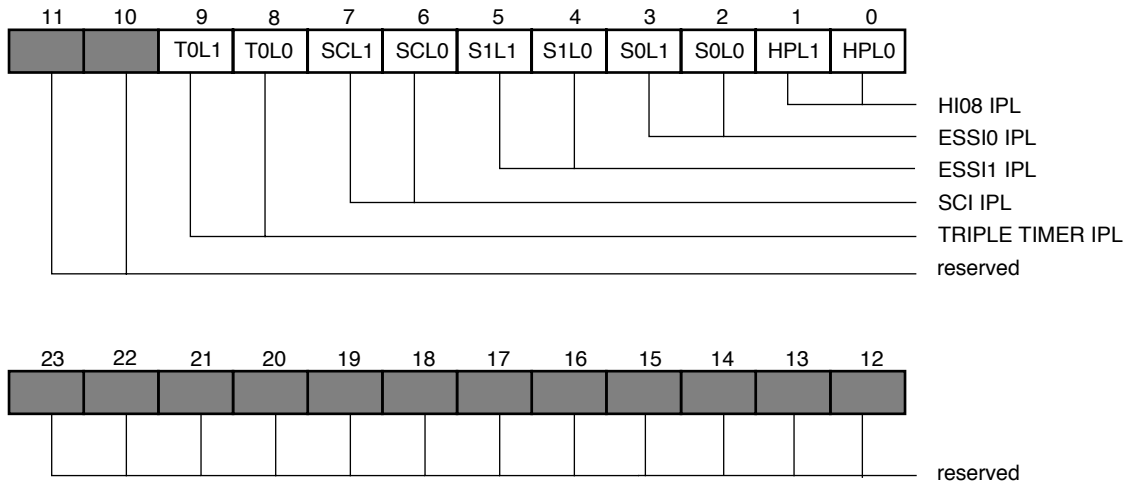 11 10 9 8 7 6 5 4 3 2 1 0
T0L1 T0L0 SCL1 SCL0 S1L1 S1L0 S0L1 S0L0 HPL1 HPL0
HI08 IPL
ESSI0 IPL
ESSI1 IPL
SCI IPL
TRIPLE TIMER IPL
reserved
23 22 21 20 19 18 17 16 15 14 13 12
reserved